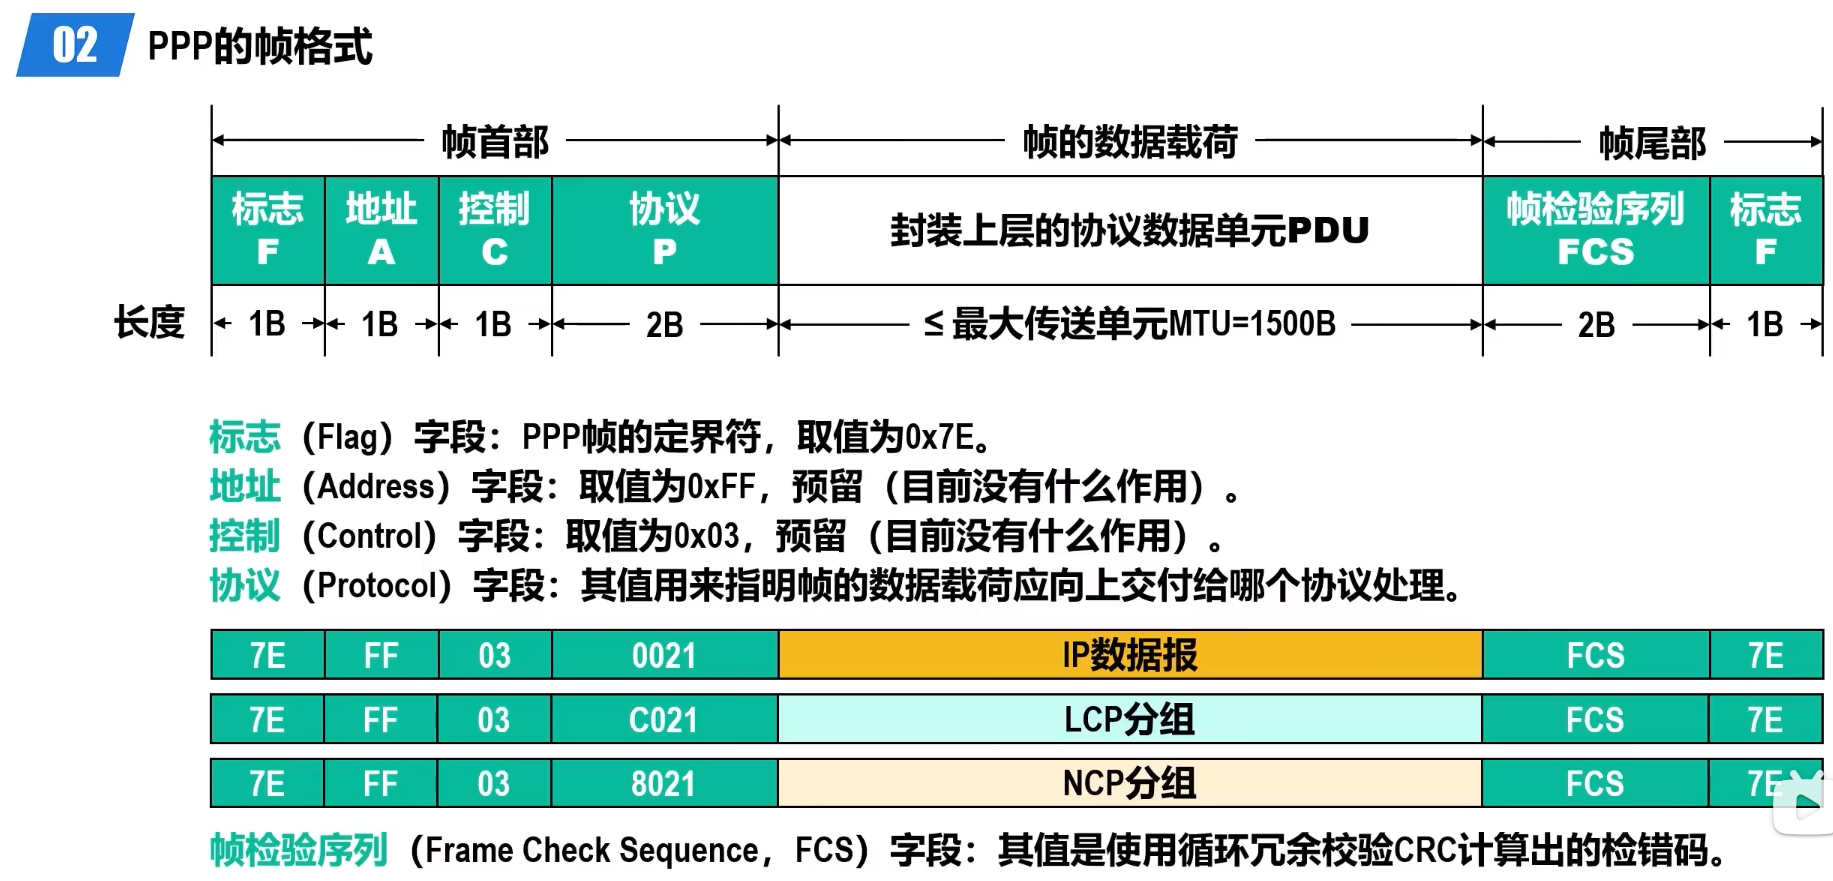 02 PPP的帧格式
帧首部 帧的数据载荷 帧尾部
标志 地址 控制 协议 封装上层的协议数据单元PDU 帧检验序列 标志
F A C P FCS F
长度 1B 1B 1B 2B ≤ 最大传送单元MTU=1500B 2B 1B
标志（Flag）字段：PPP帧的定界符，取值为0x7E。
地址（Address）字段：取值为0xFF，预留（目前没有什么作用）。
控制（Control）字段：取值为0x03，预留（目前没有什么作用）。
协议（Protocol）字段：其值用来指明帧的数据载荷应向上交付给哪个协议处理。
7E FF 03 0021 IP数据报 FCS 7E
7E FF 03 C021 LCP分组 FCS 7E
7E FF 03 8021 NCP分组 FCS 7E
帧检验序列（Frame Check Sequence，FCS）字段：其值是使用循环冗余校验CRC计算出的检错码。